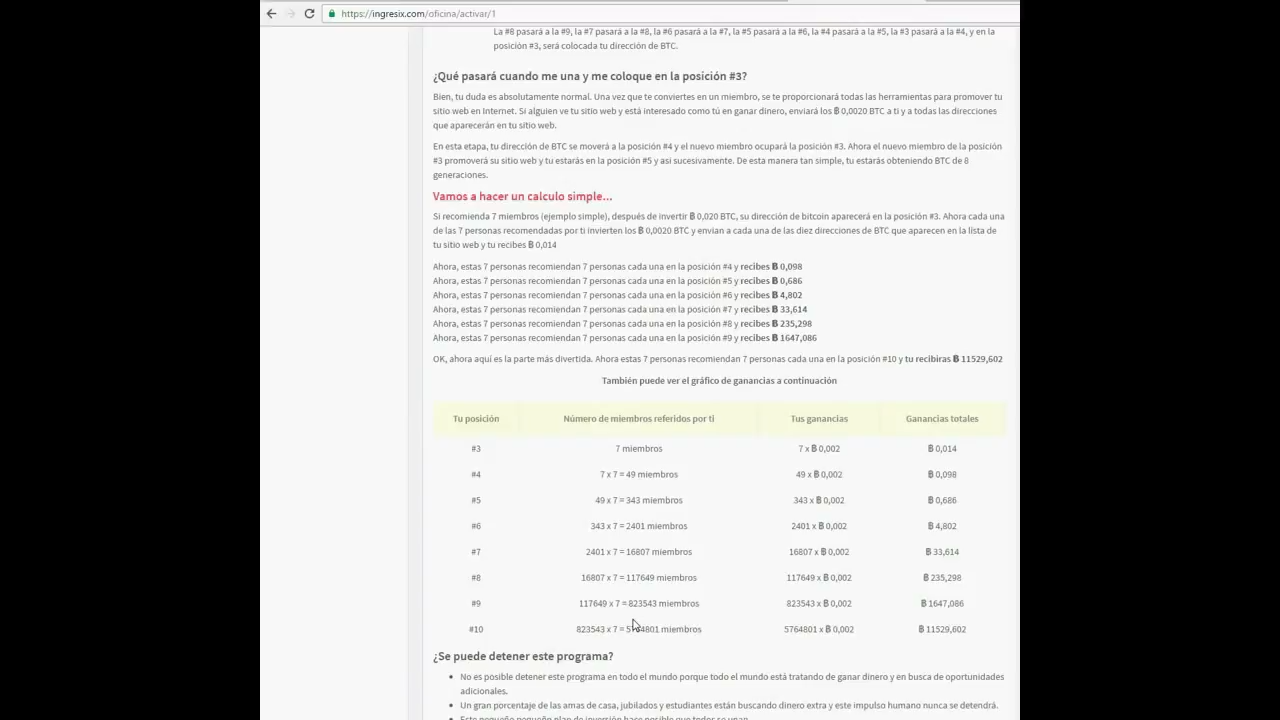 https://ingresix.com/oficina/activar/1
La #8 pasará a la #9, la #7 pasará a la #8, la #6 pasará a la #7, la #5 pasará a la #6, la #4 pasará a la #5, la #3 pasará a la #4, y en la
posición #3, será colocada tu dirección de BTC.
¿Qué pasará cuando me una y me coloque en la posición #3?
Bien, tu duda es absolutamente normal. Una vez que te conviertes en un miembro, se te proporcionará todas las herramientas para promover tu
sitio web en Internet. Si alguien ve tu sitio web y está interesado como tú en ganar dinero, enviará los ฿ 0,0020 BTC a ti y a todas las direcciones
que aparecerán en tu sitio web.
En esta etapa, tu dirección de BTC se moverá a la posición #4 y el nuevo miembro ocupará la posición #3. Ahora el nuevo miembro de la posición
#3 promoverá su sitio web y tu estarás en la posición #5 y asi sucesivamente. De esta manera tan simple, tu estarás obteniendo BTC de 8
generaciones.
Vamos a hacer un calculo simple...
Si recomienda 7 miembros (ejemplo simple), después de invertir ฿ 0,020 BTC, su dirección de bitcoin aparecerá en la posición #3. Ahora cada una
de las 7 personas recomendadas por ti invierten los ฿ 0,0020 BTC y envian a cada una de las diez direcciones de BTC que aparecen en la lista de
tu sitio web y tu recibes ฿ 0,014
Ahora, estas 7 personas recomiendan 7 personas cada una en la posición #4 y recibes ฿ 0,098
Ahora, estas 7 personas recomiendan 7 personas cada una en la posición #5 y recibes ฿ 0,686
Ahora, estas 7 personas recomiendan 7 personas cada una en la posición #6 y recibes ฿ 4,802
Ahora, estas 7 personas recomiendan 7 personas cada una en la posición #7 y recibes ฿ 33,614
Ahora, estas 7 personas recomiendan 7 personas cada una en la posición #8 y recibes ฿ 235,298
Ahora, estas 7 personas recomiendan 7 personas cada una en la posición #9 y recibes ฿ 1647,086
OK, ahora aquí es la parte más divertida. Ahora estas 7 personas recomiendan 7 personas cada una en la posición #10 y tu recibiras ฿ 11529,602
También puede ver el gráfico de ganancias a continuación
Tu posición Número de miembros referidos por ti Tus ganancias Ganancias totales
#3 7 miembros 7 x ฿ 0,002 ฿ 0,014
#4 7 x 7 = 49 miembros 49 x ฿ 0,002 ฿ 0,098
#5 49 x 7 = 343 miembros 343 x ฿ 0,002 ฿ 0,686
#6 343 x 7 = 2401 miembros 2401 x ฿ 0,002 ฿ 4,802
#7 2401 x 7 = 16807 miembros 16807 x ฿ 0,002 ฿ 33,614
#8 16807 x 7 = 117649 miembros 117649 x ฿ 0,002 ฿ 235,298
#9 117649 x 7 = 823543 miembros 823543 x ฿ 0,002 ฿ 1647,086
#10 823543 x 7 = 5764801 miembros 5764801 x ฿ 0,002 ฿ 11529,602
¿Se puede detener este programa?
No es posible detener este programa en todo el mundo porque todo el mundo está tratando de ganar dinero y en busca de oportunidades
adicionales.
Un gran porcentaje de las amas de casa, jubilados y estudiantes están buscando dinero extra y este impulso humano nunca se detendrá.
Este pequeño pequeño plan de inversión hace posible que todos se unan.